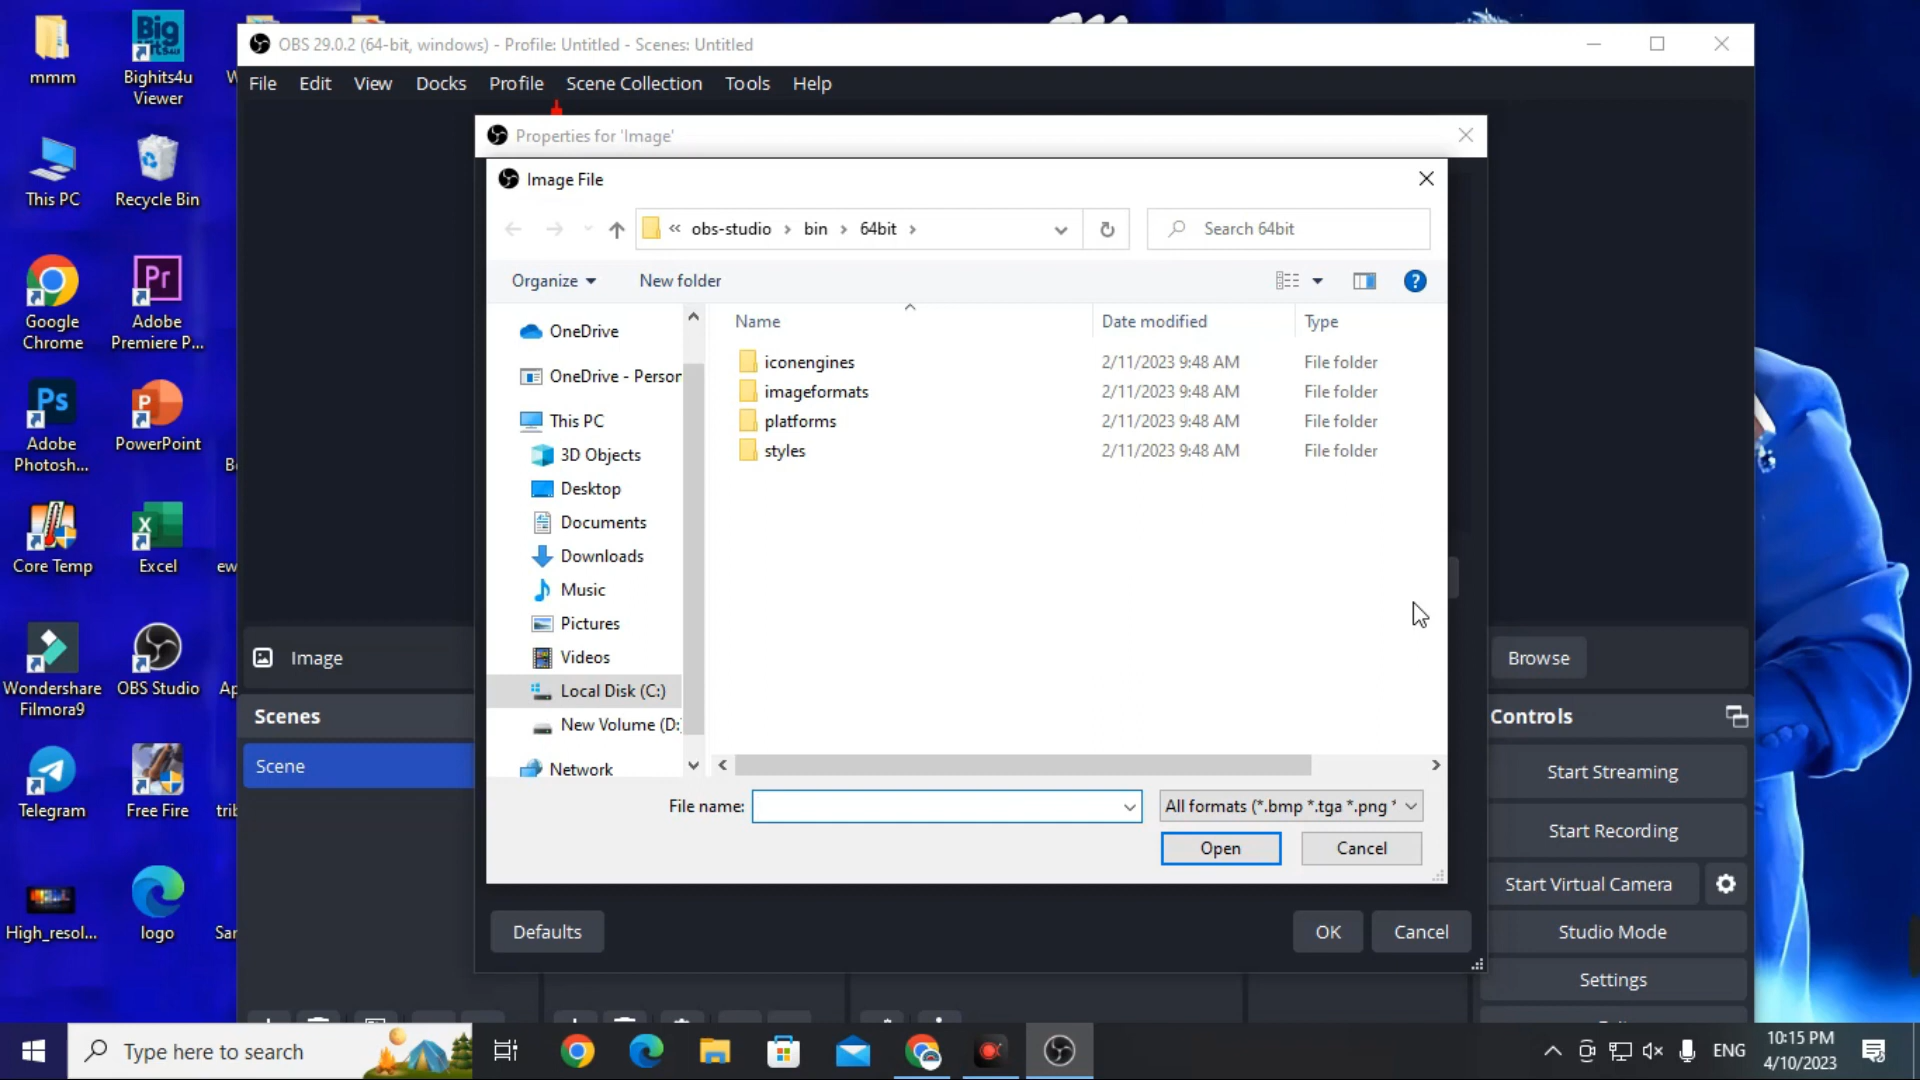 mmm
Bighits4u
Viewer
This PC
Recycle Bin
Google
Chrome
Adobe
Premiere P...
Adobe
Photosh...
PowerPoint
Core Temp
Excel
Wondershare
Filmora9
OBS Studio
Telegram
Free Fire
High_resol...
logo
OBS 29.0.2 (64-bit, windows) - Profile: Untitled - Scenes: Untitled
File Edit View Docks Profile Scene Collection Tools Help
Properties for 'Image'
Image File
« obs-studio › bin › 64bit ›
Search 64bit
Organize
New folder
OneDrive
OneDrive - Person
This PC
3D Objects
Desktop
Documents
Downloads
Music
Pictures
Videos
Local Disk (C:)
New Volume (D:
Network
Name Date modified Type
iconengines 2/11/2023 9:48 AM File folder
imageformats 2/11/2023 9:48 AM File folder
platforms 2/11/2023 9:48 AM File folder
styles 2/11/2023 9:48 AM File folder
File name:
All formats (*.bmp *.tga *.png *
Open
Cancel
Defaults
OK
Cancel
Image
Browse
Scenes
Scene
Controls
Start Streaming
Start Recording
Start Virtual Camera
Studio Mode
Settings
Type here to search
ENG
10:15 PM
4/10/2023